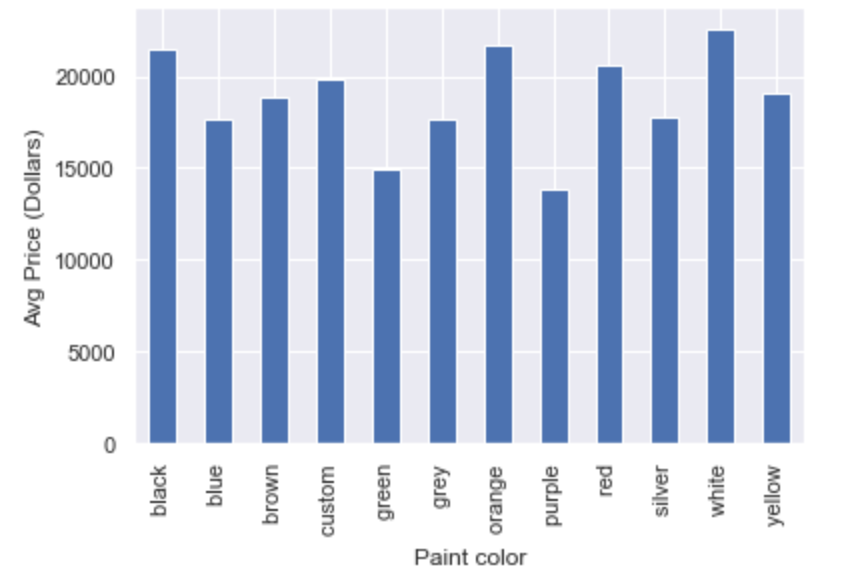 20000
15000
10000
5000
0
Avg Price (Dollars)
black
blue
brown
custom
green
grey
orange
purple
red
silver
white
yellow
Paint color